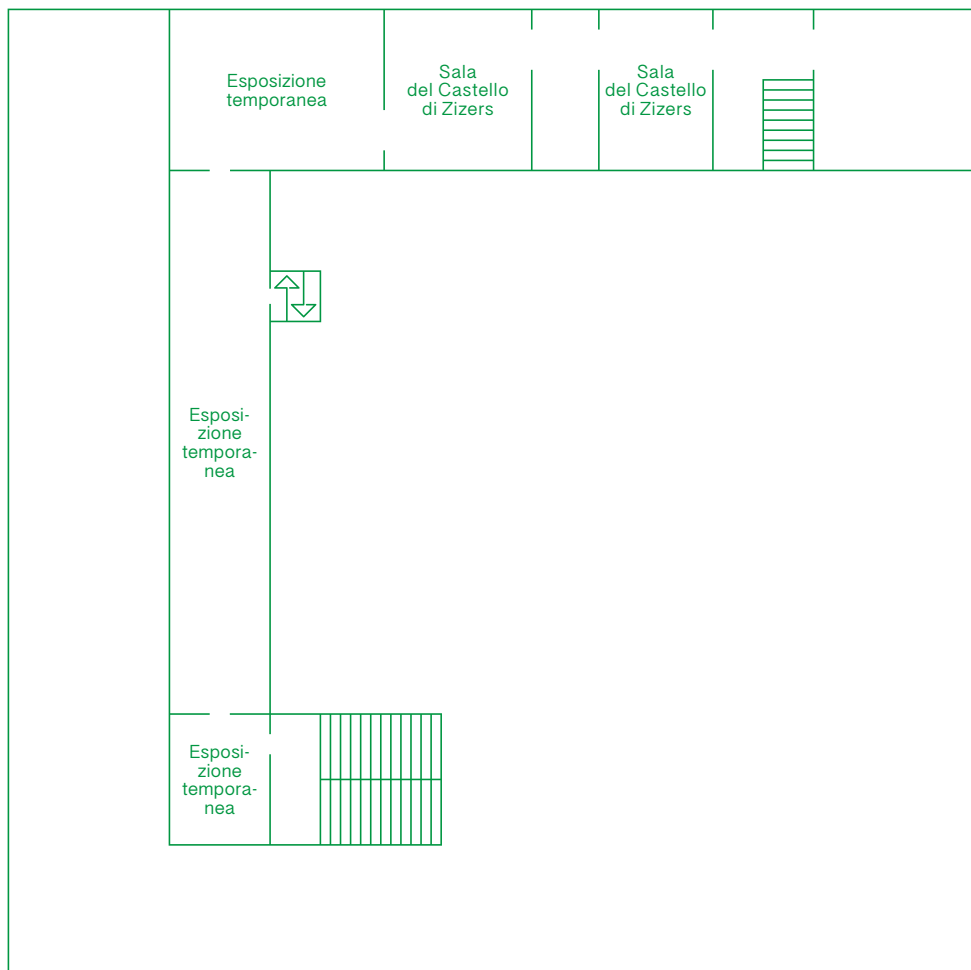 Esposizione
temporanea
Sala
del Castello
di Zizers
Sala
del Castello
di Zizers
Esposi-
zione
tempora-
nea
Esposi-
zione
tempora-
nea